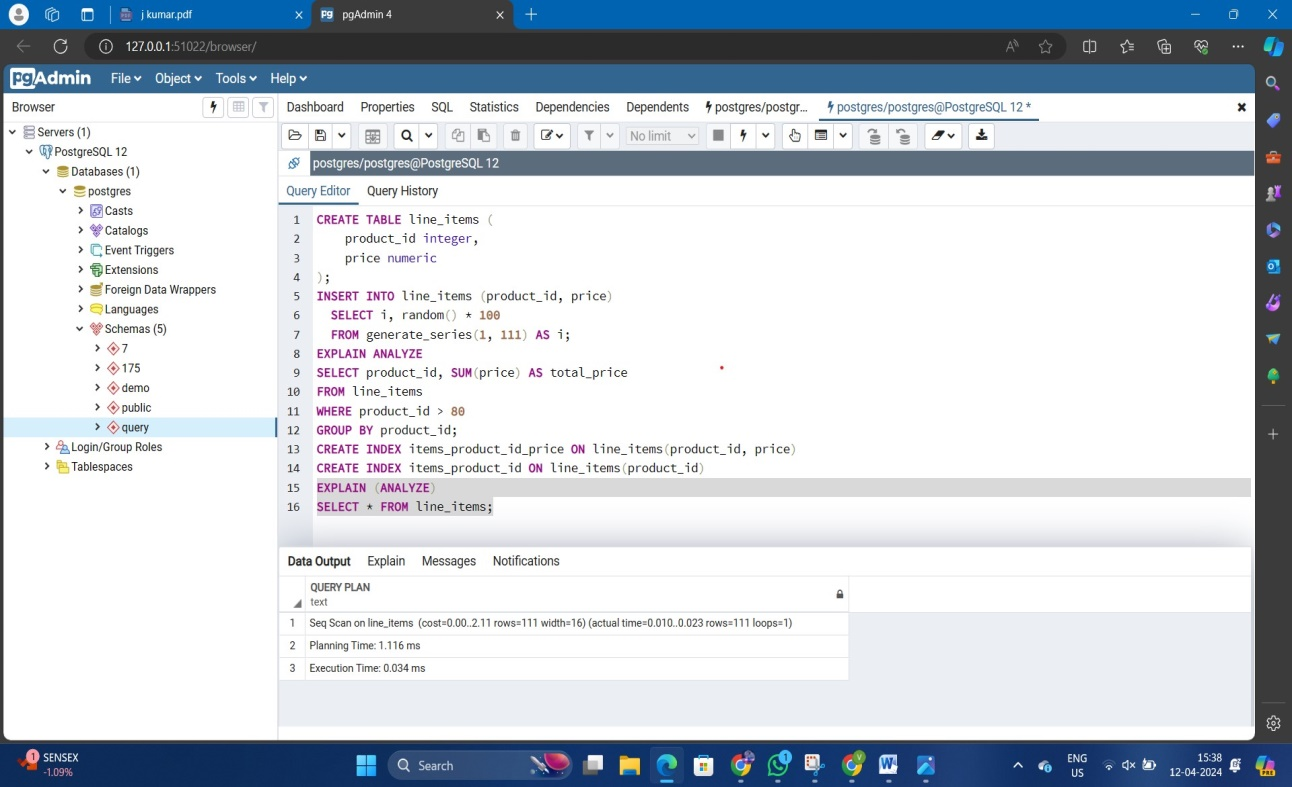 j kumar.pdf
pgAdmin 4
127.0.0.1:51022/browser/
pgAdmin
File
Object
Tools
Help
Browser
Dashboard
Properties
SQL
Statistics
Dependencies
Dependents
postgres/postgr...
postgres/postgres@PostgreSQL 12 *
No limit
postgres/postgres@PostgreSQL 12
Servers (1)
PostgreSQL 12
Databases (1)
postgres
Casts
Catalogs
Event Triggers
Extensions
Foreign Data Wrappers
Languages
Schemas (5)
7
175
demo
public
query
Login/Group Roles
Tablespaces
Query Editor
Query History
1 CREATE TABLE line_items (
2 product_id integer,
3 price numeric
4 );
5 INSERT INTO line_items (product_id, price)
6 SELECT i, random() * 100
7 FROM generate_series(1, 111) AS i;
8 EXPLAIN ANALYZE
9 SELECT product_id, SUM(price) AS total_price
10 FROM line_items
11 WHERE product_id > 80
12 GROUP BY product_id;
13 CREATE INDEX items_product_id_price ON line_items(product_id, price)
14 CREATE INDEX items_product_id ON line_items(product_id)
15 EXPLAIN (ANALYZE)
16 SELECT * FROM line_items;
Data Output
Explain
Messages
Notifications
QUERY PLAN
text
1 Seq Scan on line_items (cost=0.00..2.11 rows=111 width=16) (actual time=0.010..0.023 rows=111 loops=1)
2 Planning Time: 1.116 ms
3 Execution Time: 0.034 ms
1
SENSEX
-1.09%
Search
1
V
ENG
US
15:38
12-04-2024
PRE